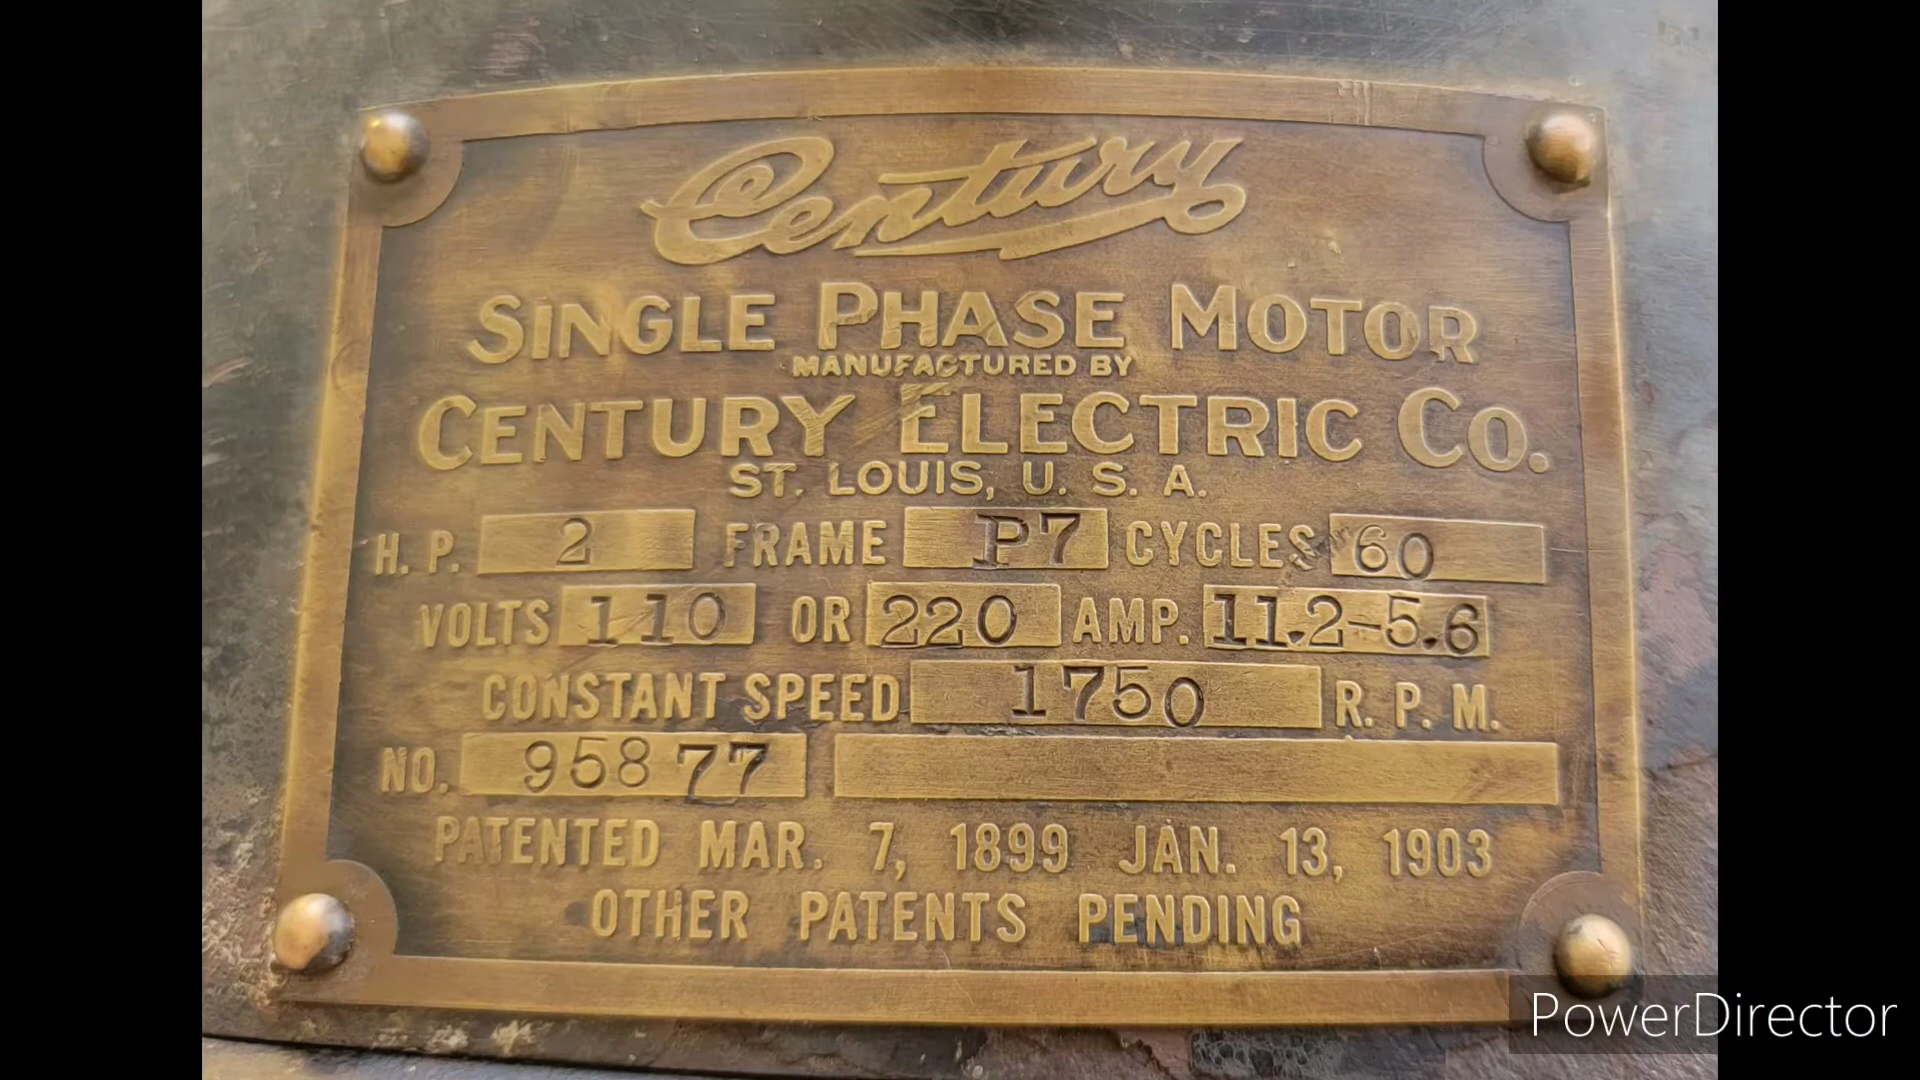 Century
SINGLE PHASE MOTOR
MANUFACTURED BY
CENTURY ELECTRIC CO.
ST. LOUIS, U. S. A.
H. P. 2 FRAME P7 CYCLES 60
VOLTS 110 OR 220 AMP. 11.2-5.6
CONSTANT SPEED 1750 R. P. M.
NO. 95877
PATENTED MAR. 7, 1899 JAN. 13, 1903
OTHER PATENTS PENDING
PowerDirector